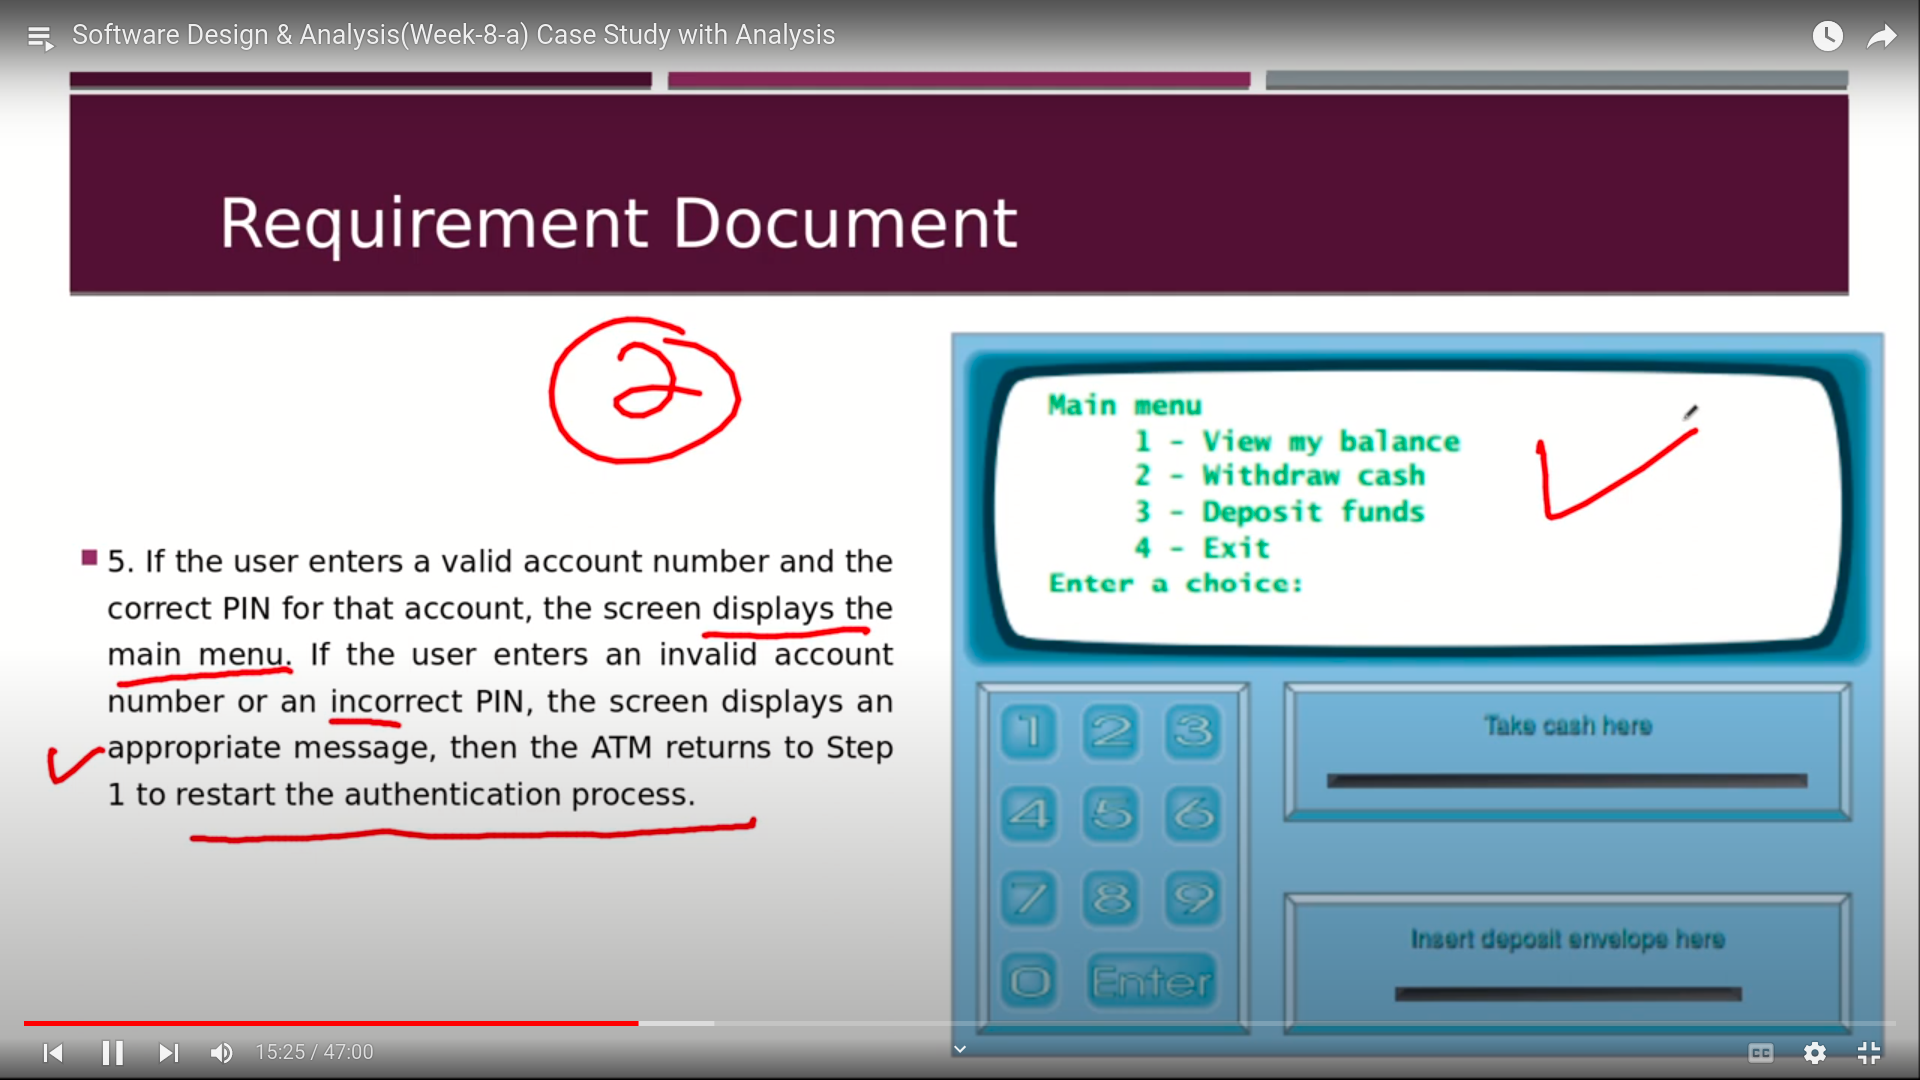 Software Design & Analysis(Week-8-a) Case Study with Analysis
Requirement Document
2
5. If the user enters a valid account number and the
correct PIN for that account, the screen displays the
main menu. If the user enters an invalid account
number or an incorrect PIN, the screen displays an
appropriate message, then the ATM returns to Step
1 to restart the authentication process.
Main menu
1 - View my balance
2 - Withdraw cash
3 - Deposit funds
4 - Exit
Enter a choice:
1 2 3
4 5 6
7 8 9
0 Enter
Take cash here
Insert deposit envelope here
15:25 / 47:00
CC